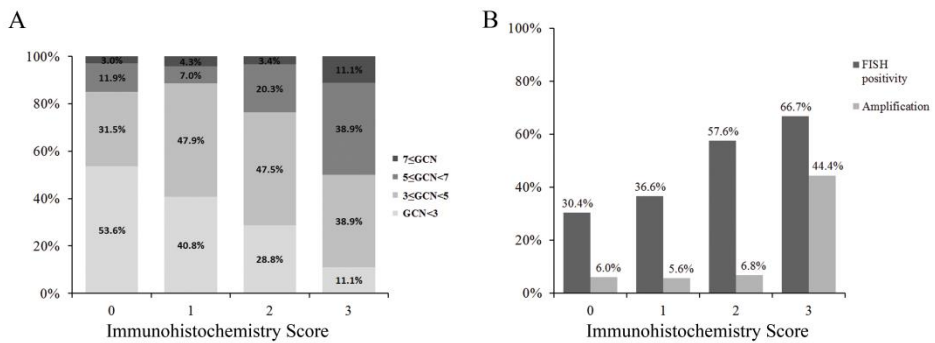 A
100%
80%
60%
40%
20%
0%
3.0%
11.9%
31.5%
53.6%
4.3%
7.0%
47.9%
40.8%
3.4%
20.3%
47.5%
28.8%
11.1%
38.9%
38.9%
11.1%
7≤GCN
5≤GCN<7
3≤GCN<5
GCN<3
0 1 2 3
Immunohistochemistry Score
B
100%
80%
60%
40%
20%
0%
30.4%
6.0%
36.6%
5.6%
57.6%
6.8%
66.7%
44.4%
FISH
positivity
Amplification
0 1 2 3
Immunohistochemistry Score